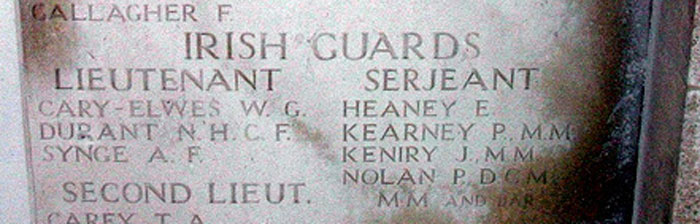 GALLAGHER F.
IRISH GUARDS
LIEUTENANT
CARY-ELWES W. G.
DURANT N. H. C. F.
SYNGE A. F.
SECOND LIEUT.
CAREY T. A.
SERJEANT
HEANEY E.
KEARNEY P., M.M.
KENIRY J., M.M.
NOLAN P., D.C.M.,
M.M. AND BAR